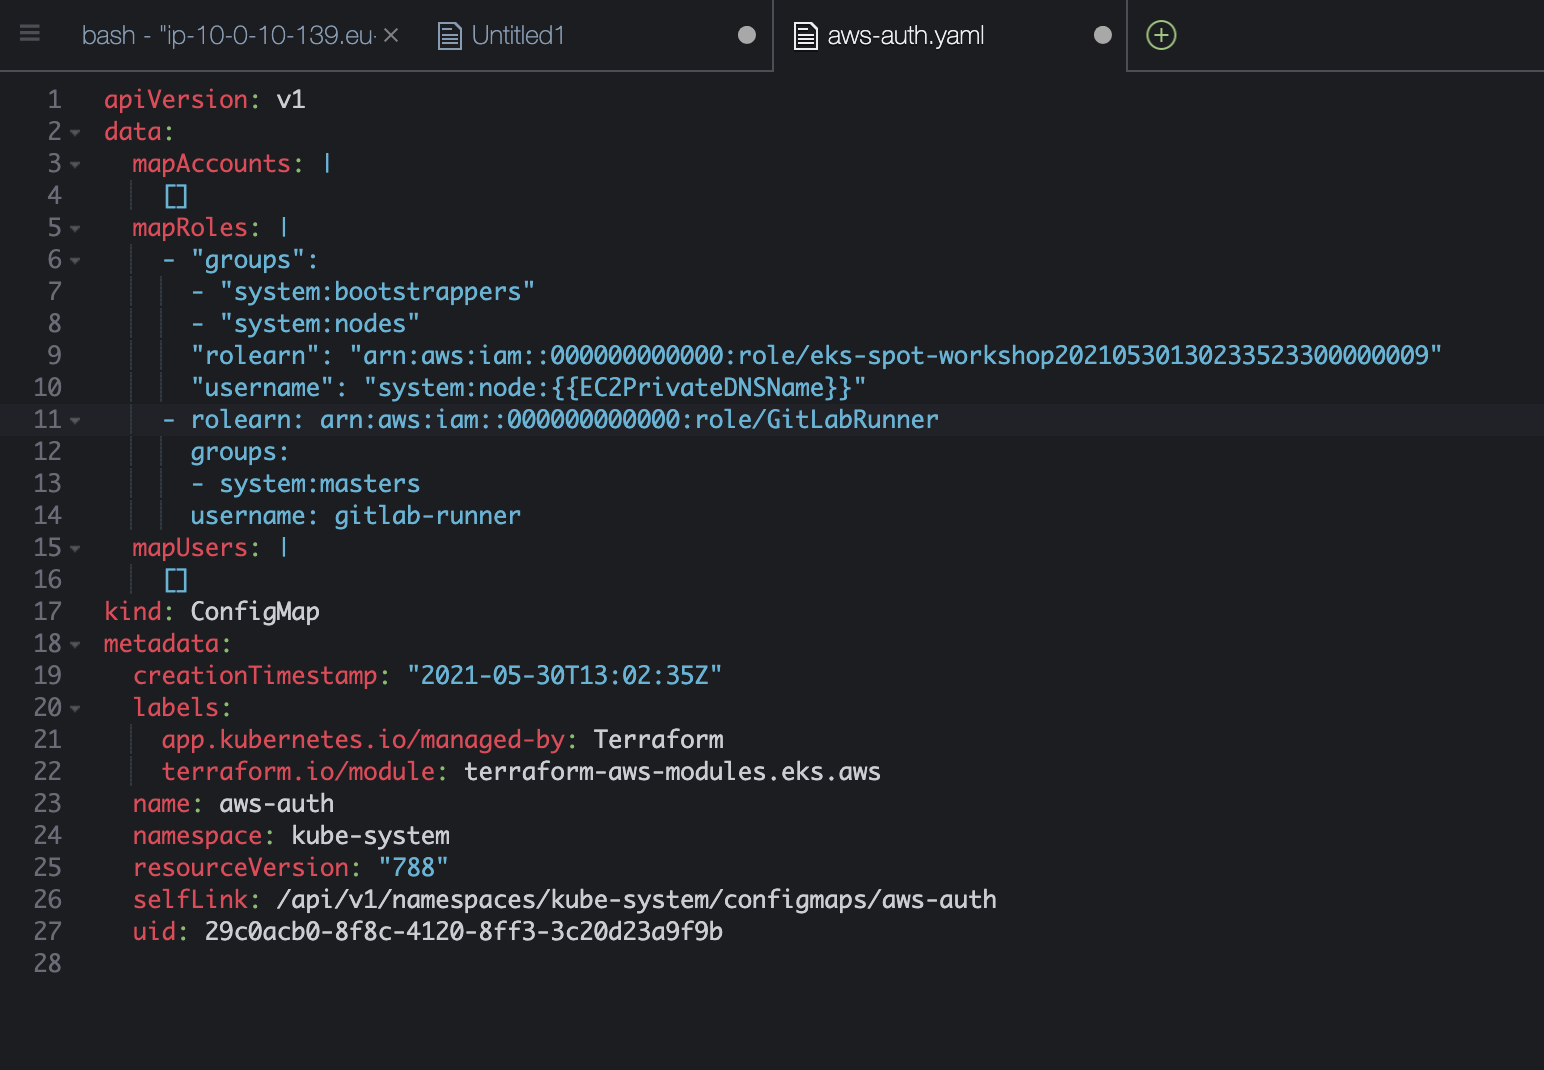 bash - "ip-10-0-10-139.eu- × Untitled1 aws-auth.yaml
1 apiVersion: v1
2 data:
3   mapAccounts: |
4     []
5   mapRoles: |
6     - "groups":
7       - "system:bootstrappers"
8       - "system:nodes"
9       "rolearn": "arn:aws:iam::000000000000:role/eks-spot-workshop20210530130233523300000009"
10       "username": "system:node:{{EC2PrivateDNSName}}"
11     - rolearn: arn:aws:iam::000000000000:role/GitLabRunner
12       groups:
13       - system:masters
14       username: gitlab-runner
15   mapUsers: |
16     []
17 kind: ConfigMap
18 metadata:
19   creationTimestamp: "2021-05-30T13:02:35Z"
20   labels:
21     app.kubernetes.io/managed-by: Terraform
22     terraform.io/module: terraform-aws-modules.eks.aws
23   name: aws-auth
24   namespace: kube-system
25   resourceVersion: "788"
26   selfLink: /api/v1/namespaces/kube-system/configmaps/aws-auth
27   uid: 29c0acb0-8f8c-4120-8ff3-3c20d23a9f9b
28